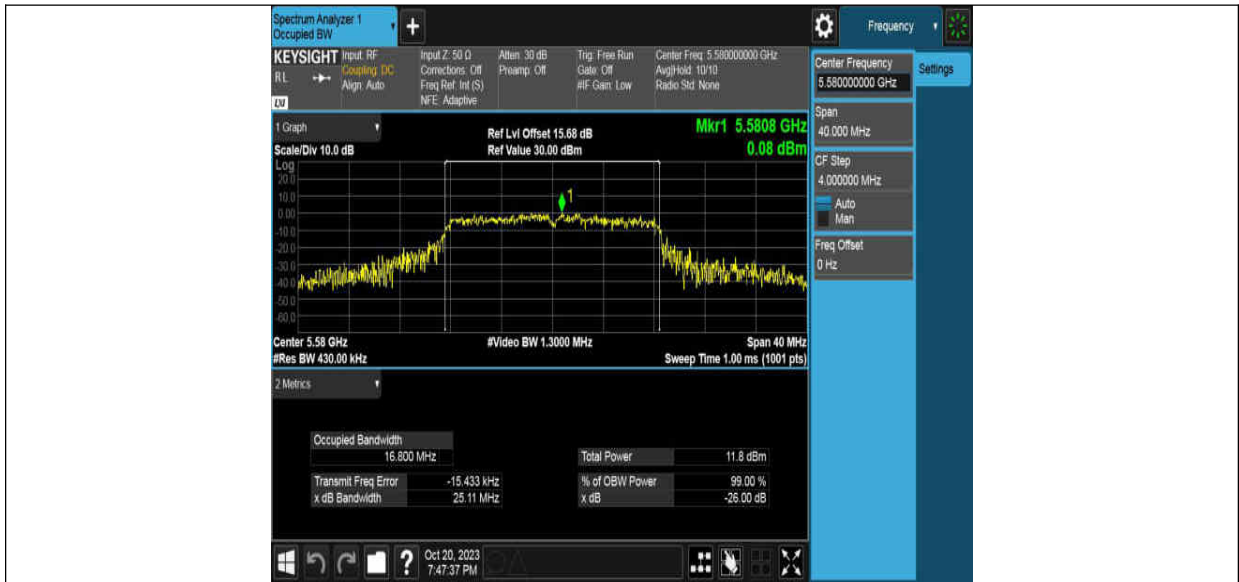 Spectrum Analyzer 1
Occupied BW
+
Frequency
KEYSIGHT
RL
LXI
Input: RF
Coupling: DC
Align: Auto
Input Z: 50 Ω
Corrections: Off
Freq Ref: Int (S)
NFE: Adaptive
Atten: 30 dB
Preamp: Off
Trig: Free Run
Gate: Off
#IF Gain: Low
Center Freq: 5.580000000 GHz
Avg|Hold: 10/10
Radio Std: None
Center Frequency
5.580000000 GHz
Settings
Span
40.000 MHz
CF Step
4.000000 MHz
Auto
Man
Freq Offset
0 Hz
1 Graph
Scale/Div 10.0 dB
Ref Lvl Offset 15.68 dB
Ref Value 30.00 dBm
Mkr1 5.5808 GHz
0.08 dBm
Log
20.0
10.0
0.00
-10.0
-20.0
-30.0
-40.0
-50.0
-60.0
1
Center 5.58 GHz
#Res BW 430.00 kHz
#Video BW 1.3000 MHz
Span 40 MHz
Sweep Time 1.00 ms (1001 pts)
2 Metrics
Occupied Bandwidth
16.800 MHz
Total Power 11.8 dBm
Transmit Freq Error -15.433 kHz
% of OBW Power 99.00 %
x dB Bandwidth 25.11 MHz
x dB -26.00 dB
?
Oct 20, 2023
7:47:37 PM